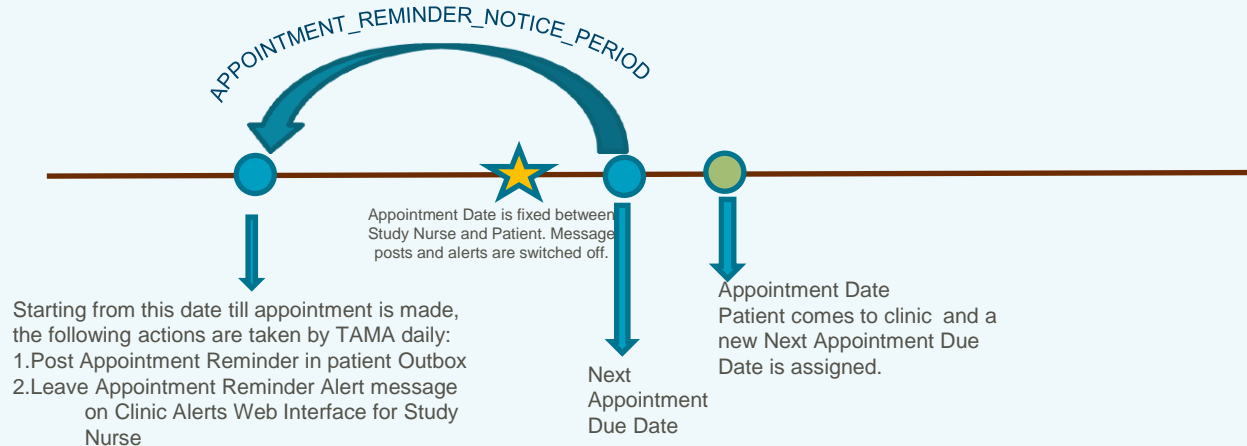 APPOINTMENT_REMINDER_NOTICE_PERIOD
Appointment Date is fixed between
Study Nurse and Patient. Message
posts and alerts are switched off.
Starting from this date till appointment is made,
the following actions are taken by TAMA daily:
1.Post Appointment Reminder in patient Outbox
2.Leave Appointment Reminder Alert message
on Clinic Alerts Web Interface for Study
Nurse
Next
Appointment
Due Date
Appointment Date
Patient comes to clinic and a
new Next Appointment Due
Date is assigned.